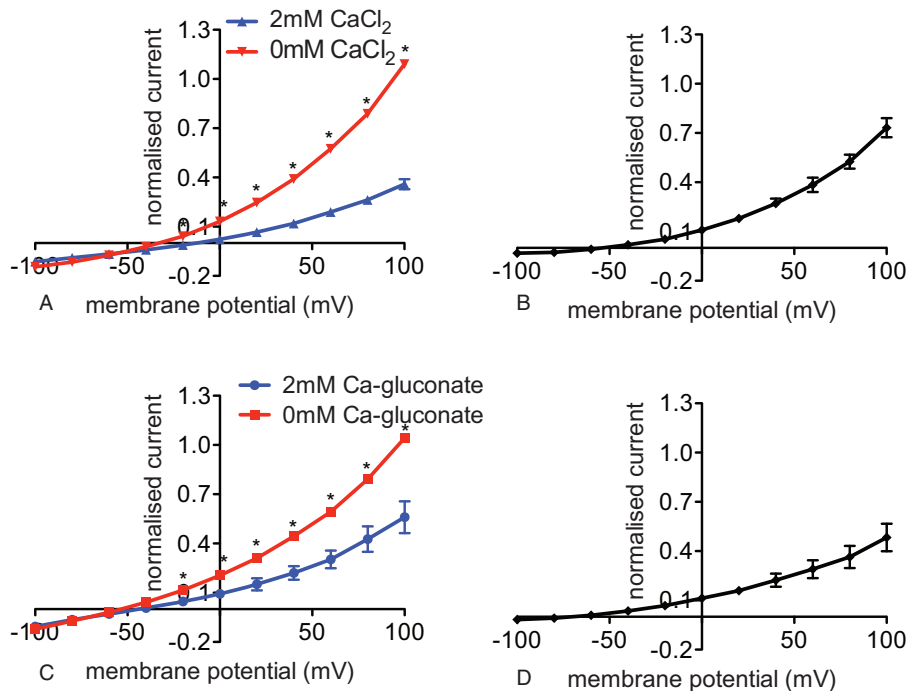 2mM CaCl2
0mM CaCl2
normalised current
1.3
1.0
0.7
0.4
0.1
-0.2
-100 -50 50 100
* * * * * * *
membrane potential (mV)
A
normalised current
1.3
1.0
0.7
0.4
0.1
-0.2
-100 -50 50 100
membrane potential (mV)
B
2mM Ca-gluconate
0mM Ca-gluconate
normalised current
1.3
1.0
0.7
0.4
0.1
-0.2
-100 -50 50 100
* * * * * * *
membrane potential (mV)
C
normalised current
1.3
1.0
0.7
0.4
0.1
-0.2
-100 -50 50 100
membrane potential (mV)
D